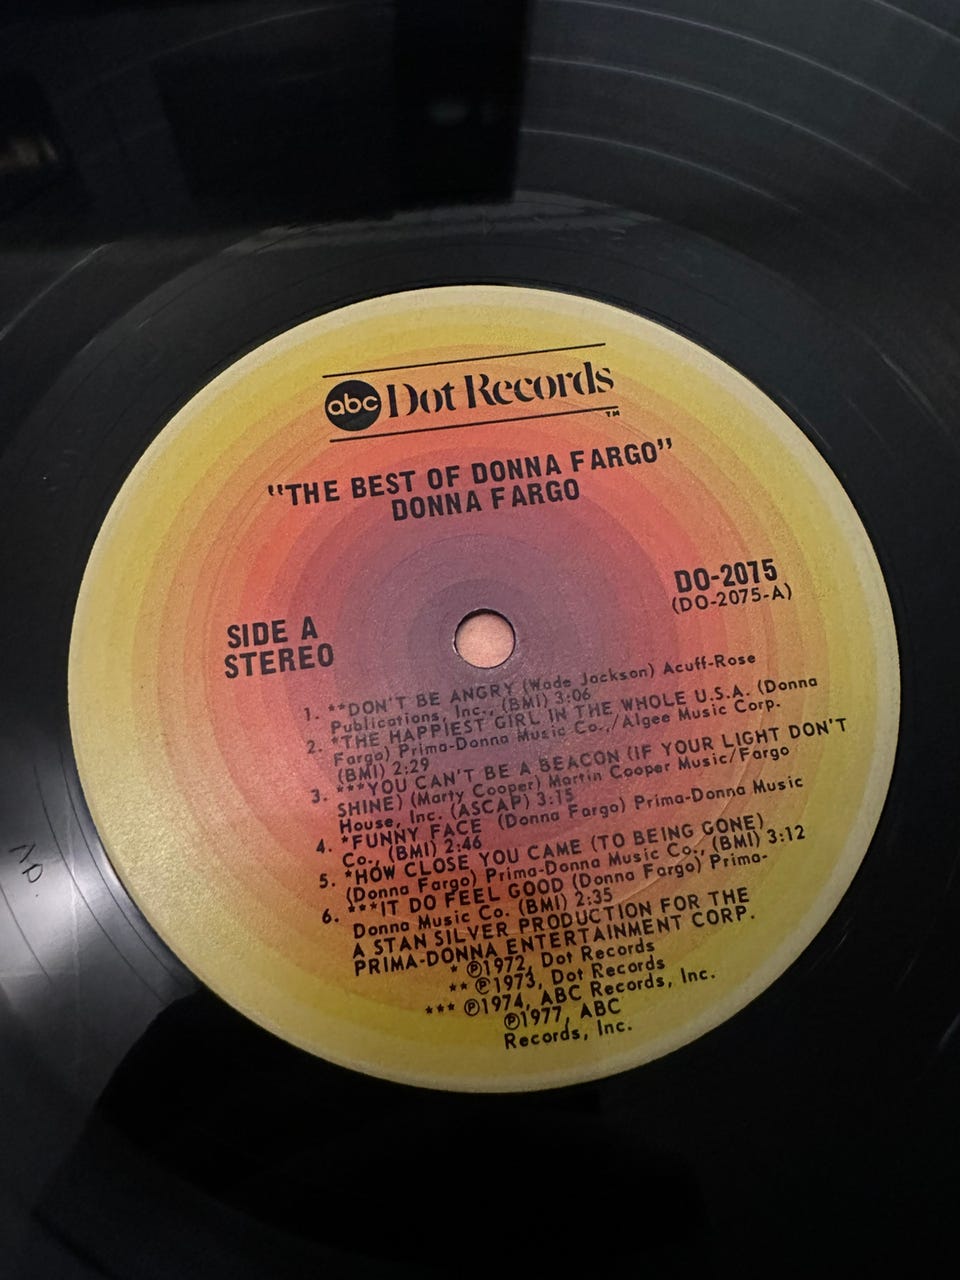 abc Dot Records™
"THE BEST OF DONNA FARGO"
DONNA FARGO
DO-2075
(DO-2075-A)
SIDE A
STEREO
1. **DON'T BE ANGRY (Wade Jackson) Acuff-Rose
Publications, Inc., (BMI) 3:06
2. *THE HAPPIEST GIRL IN THE WHOLE U.S.A. (Donna
Fargo) Prima-Donna Music Co./Algee Music Corp.
(BMI) 2:29
3. ***YOU CAN'T BE A BEACON (IF YOUR LIGHT DON'T
SHINE) (Marty Cooper) Martin Cooper Music/Fargo
House, Inc. (ASCAP) 3:15
4. *FUNNY FACE (Donna Fargo) Prima-Donna Music
Co., (BMI) 2:46
5. *HOW CLOSE YOU CAME (TO BEING GONE)
(Donna Fargo) Prima-Donna Music Co., (BMI) 3:12
6. ***IT DO FEEL GOOD (Donna Fargo) Prima-
Donna Music Co. (BMI) 2:35
A STAN SILVER PRODUCTION FOR THE
PRIMA-DONNA ENTERTAINMENT CORP.
* ℗1972, Dot Records
** ℗1973, Dot Records
*** ℗1974, ABC Records, Inc.
℗1977, ABC
Records, Inc.